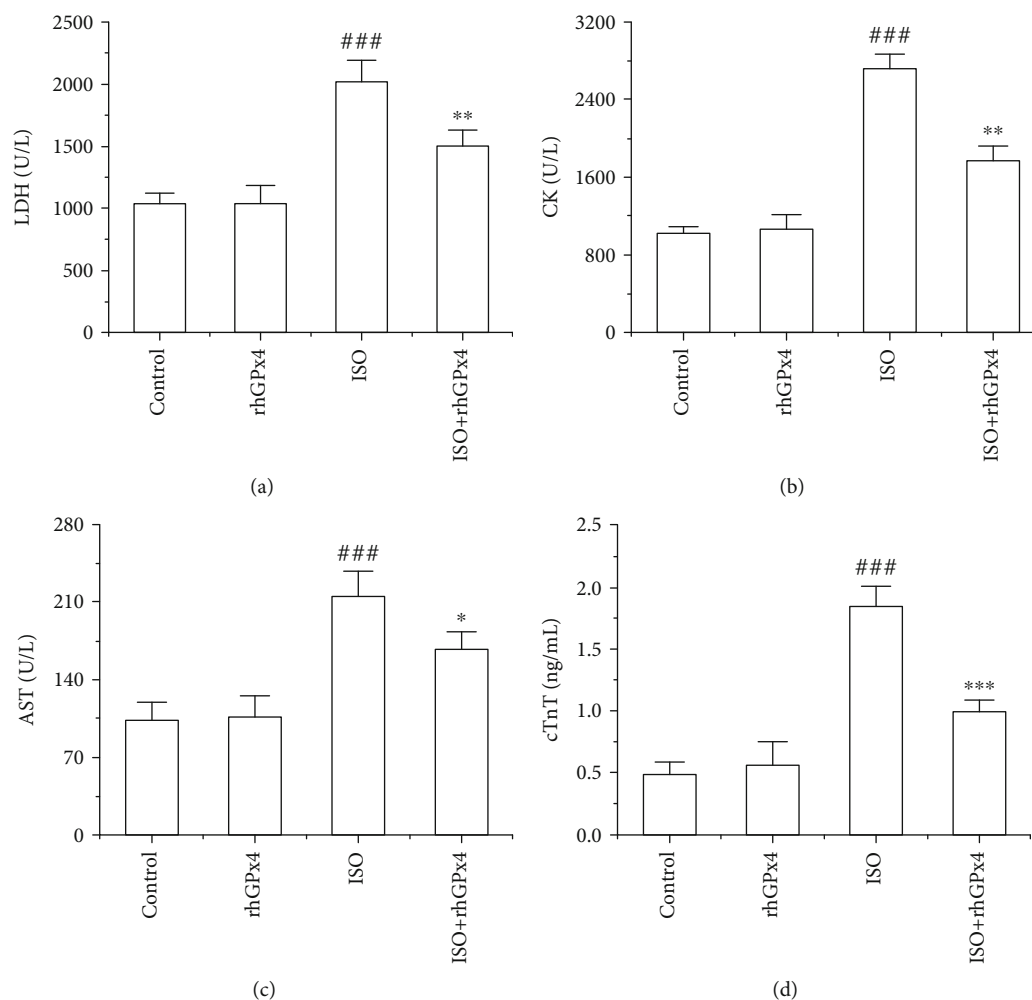 2500
2000
1500
1000
500
0
LDH (U/L)
###
**
Control
rhGPx4
ISO
ISO+rhGPx4
(a)
3200
2400
1600
800
0
CK (U/L)
###
**
Control
rhGPx4
ISO
ISO+rhGPx4
(b)
280
210
140
70
0
AST (U/L)
###
*
Control
rhGPx4
ISO
ISO+rhGPx4
(c)
2.5
2.0
1.5
1.0
0.5
0.0
cTnT (ng/mL)
###
***
Control
rhGPx4
ISO
ISO+rhGPx4
(d)